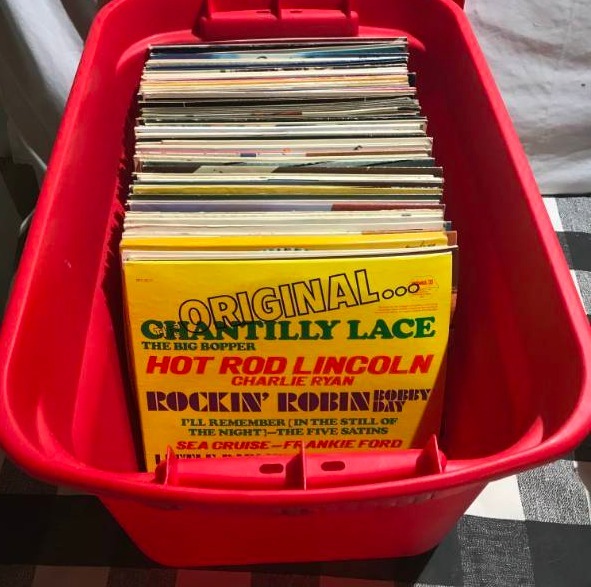 ORIGINAL...
CHANTILLY LACE
THE BIG BOPPER
HOT ROD LINCOLN
CHARLIE RYAN
ROCKIN' ROBIN BOBBY DAY
I'LL REMEMBER (IN THE STILL OF
THE NIGHT)—THE FIVE SATINS
SEA CRUISE—FRANKIE FORD